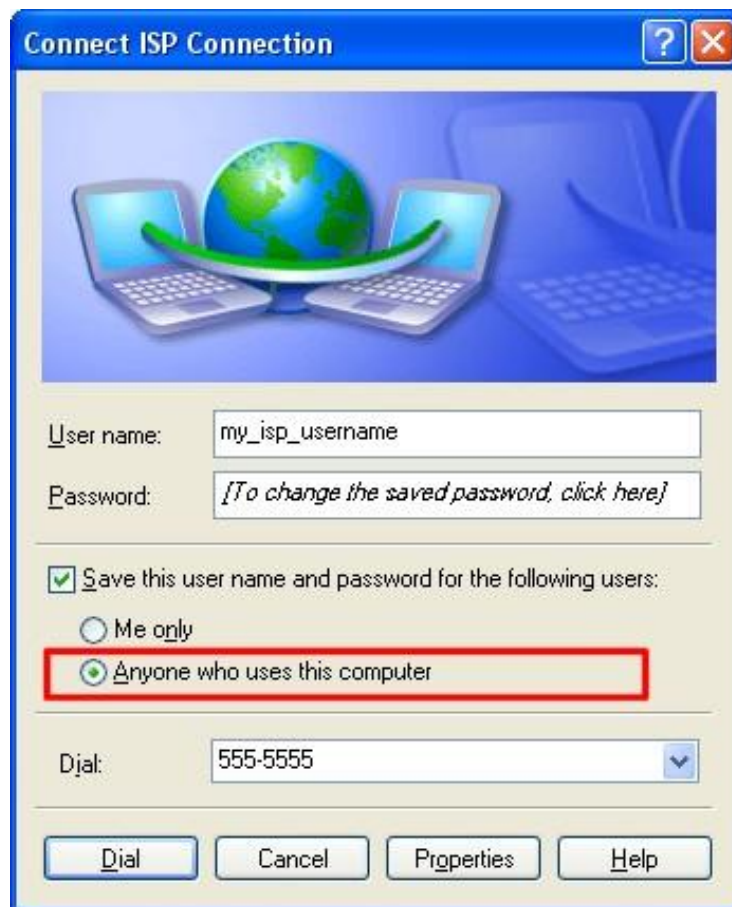 Connect ISP Connection
User name: my_isp_username
Password: [To change the saved password, click here]
Save this user name and password for the following users:
Me only
Anyone who uses this computer
Dial: 555-5555
Dial Cancel Properties Help